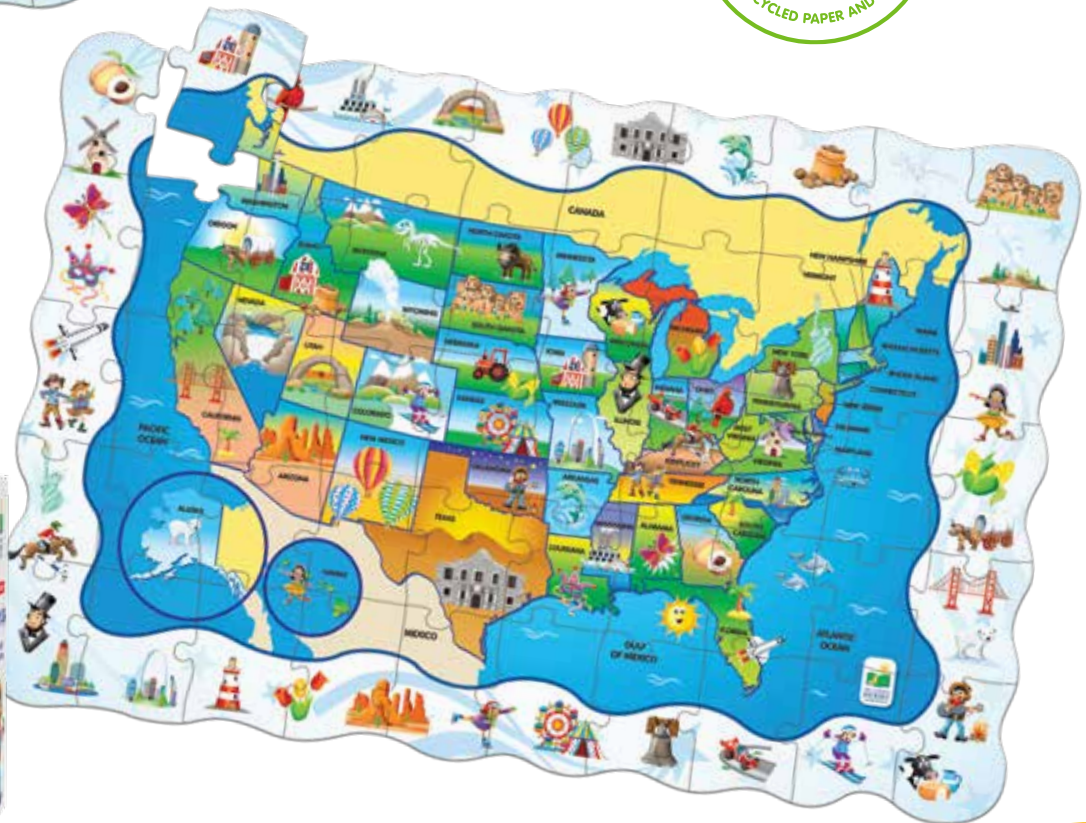 CYCLED PAPER AND
CANADA
WASHINGTON
OREGON
IDAHO
MONTANA
NORTH DAKOTA
MINNESOTA
NEW HAMPSHIRE
VERMONT
MAINE
MASSACHUSETTS
RHODE ISLAND
CONNECTICUT
NEW JERSEY
DELAWARE
MARYLAND
NEVADA
UTAH
WYOMING
SOUTH DAKOTA
WISCONSIN
MICHIGAN
NEW YORK
NEBRASKA
IOWA
CALIFORNIA
COLORADO
KANSAS
MISSOURI
ILLINOIS
INDIANA
OHIO
PENNSYLVANIA
WEST
VIRGINIA
VIRGINIA
KENTUCKY
TENNESSEE
NORTH
CAROLINA
SOUTH
CAROLINA
PACIFIC
OCEAN
ARIZONA
NEW MEXICO
OKLAHOMA
ARKANSAS
TEXAS
LOUISIANA
MISSISSIPPI
ALABAMA
GEORGIA
FLORIDA
ALASKA
HAWAII
MEXICO
GULF
OF MEXICO
ATLANTIC
OCEAN